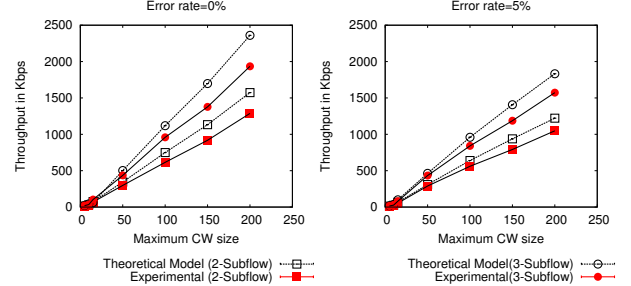 Error rate=0%
Throughput in Kbps
2500
2000
1500
1000
500
0
0 50 100 150 200 250
Maximum CW size
Error rate=5%
Throughput in Kbps
2500
2000
1500
1000
500
0
0 50 100 150 200 250
Maximum CW size
Theoretical Model (2-Subflow)
Experimental (2-Subflow)
Theoretical Model(3-Subflow)
Experimental(3-Subflow)